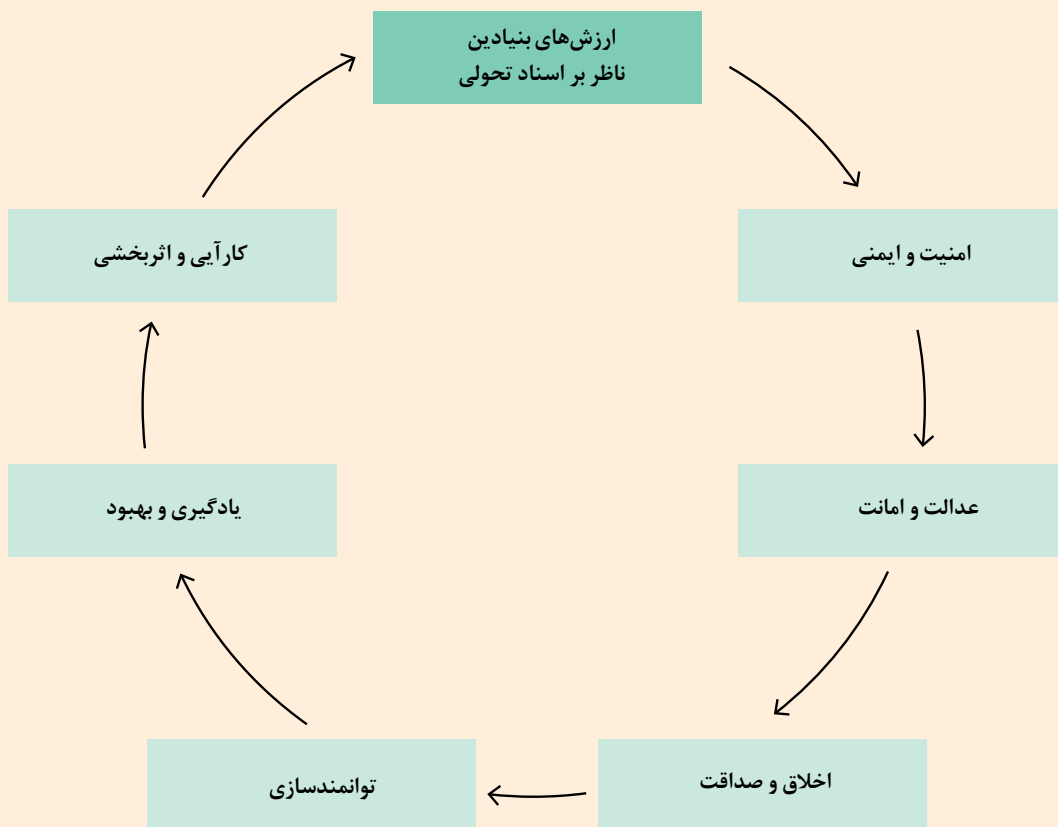 ارزش‌های بنیادین
ناظر بر اسناد تحولی
امنیت و ایمنی
عدالت و امانت
اخلاق و صداقت
توانمندسازی
یادگیری و بهبود
کارآیی و اثربخشی